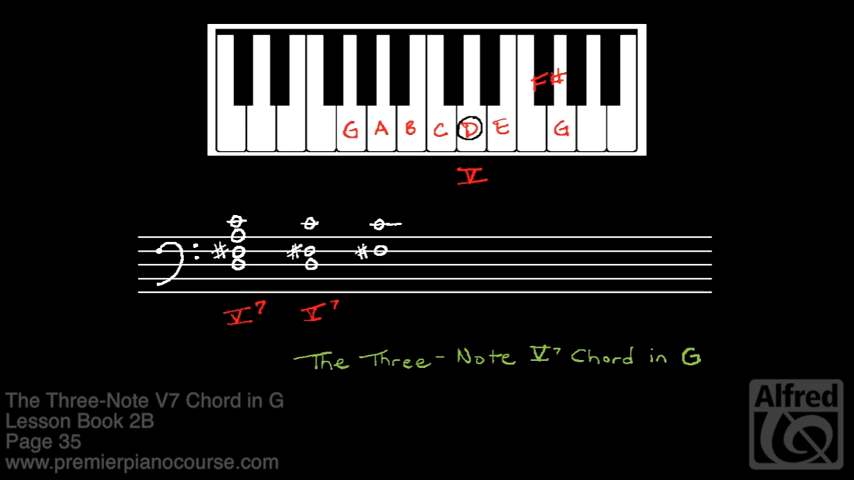 F#
G A B C D E G
V
V7 V7
The Three-Note V7 Chord in G
The Three-Note V7 Chord in G
Lesson Book 2B
Page 35
www.premierpianocourse.com
Alfred